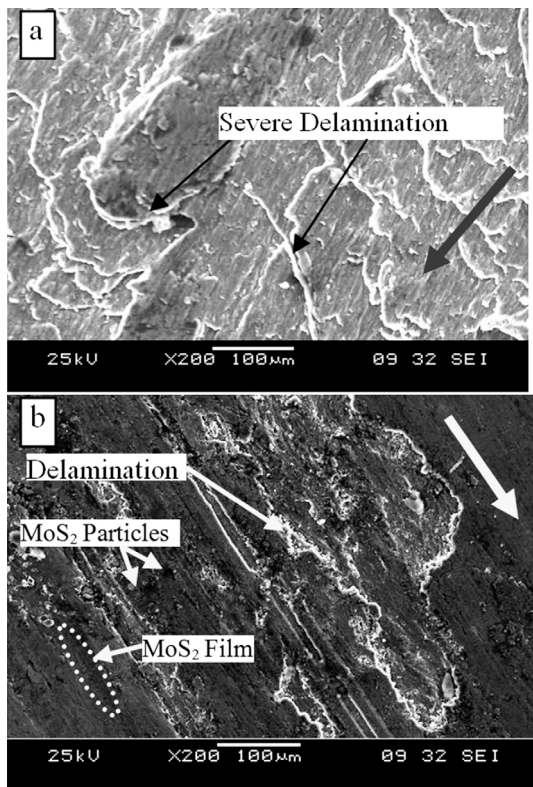 a
Severe Delamination
25kV X200 100μm 09 32 SEI
b
Delamination
MoS₂ Particles
MoS₂ Film
25kV X200 100μm 09 32 SEI